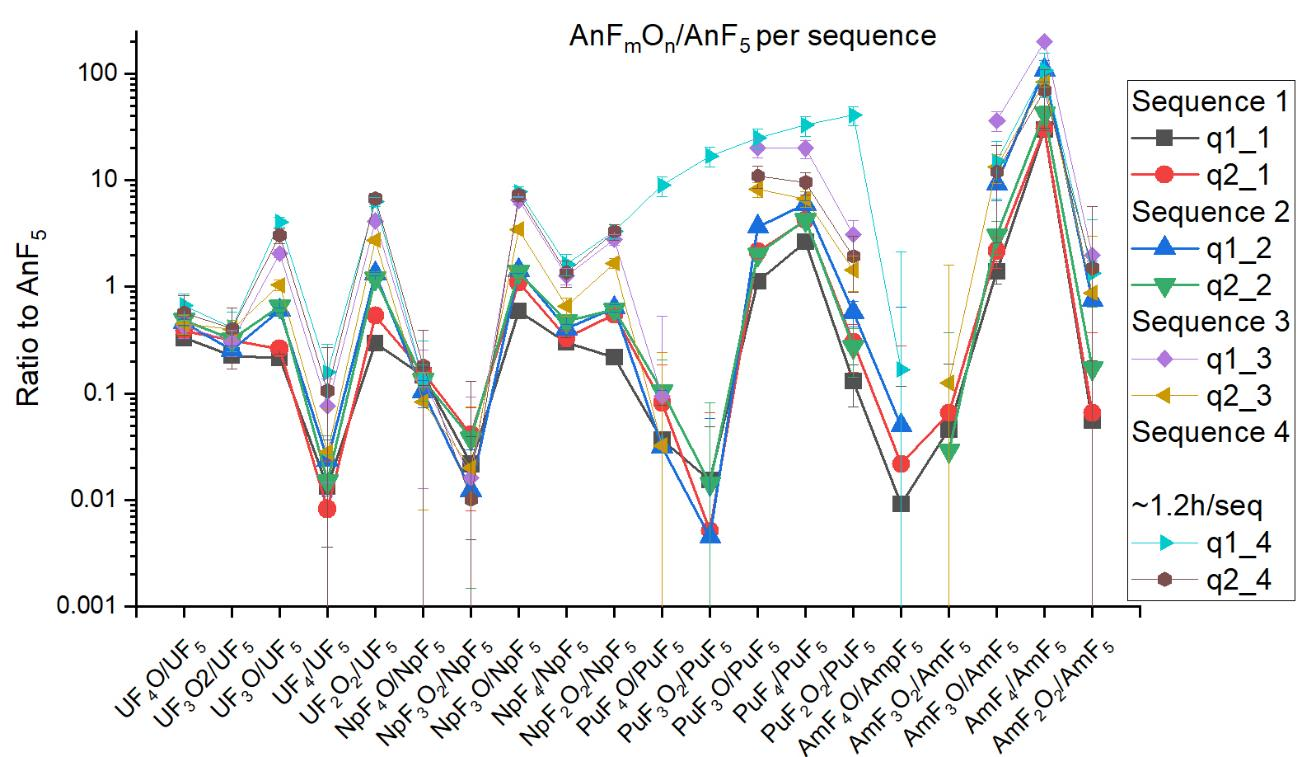 AnFₘOₙ/AnF₅ per sequence
Ratio to AnF₅
100
10
1
0.1
0.01
0.001
UF₄O/UF₅
UF₃O2/UF₅
UF₃O/UF₅
UF₄/UF₅
UF₂O₂/UF₅
NpF₄O/NpF₅
NpF₃O₂/NpF₅
NpF₃O/NpF₅
NpF₄/NpF₅
NpF₂O₂/NpF₅
PuF₄O/PuF₅
PuF₃O₂/PuF₅
PuF₃O/PuF₅
PuF₄/PuF₅
PuF₂O₂/PuF₅
AmF₄O/AmpF₅
AmF₃O₂/AmF₅
AmF₃O/AmF₅
AmF₄/AmF₅
AmF₂O₂/AmF₅
Sequence 1
q1_1
q2_1
Sequence 2
q1_2
q2_2
Sequence 3
q1_3
q2_3
Sequence 4
~1.2h/seq
q1_4
q2_4